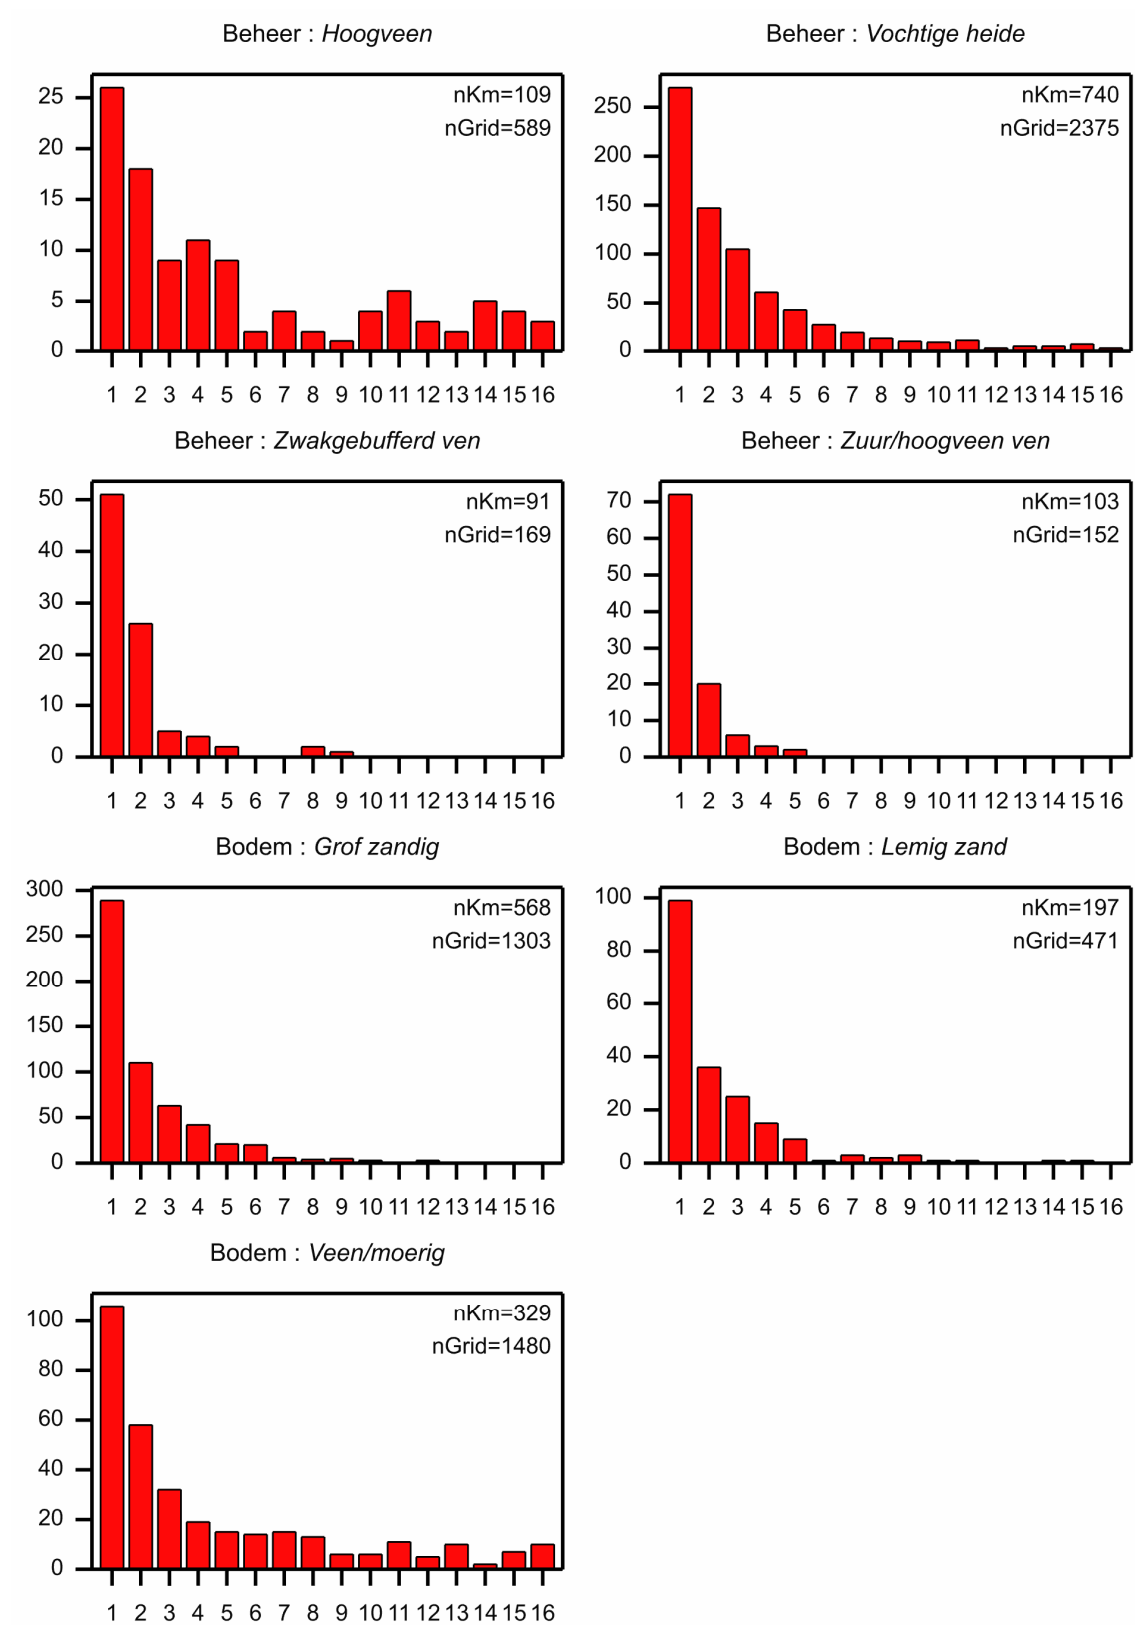 Beheer : Hoogveen
nKm=109
nGrid=589
25
20
15
10
5
0
1 2 3 4 5 6 7 8 9 10 11 12 13 14 15 16
Beheer : Vochtige heide
nKm=740
nGrid=2375
250
200
150
100
50
0
1 2 3 4 5 6 7 8 9 10 11 12 13 14 15 16
Beheer : Zwakgebufferd ven
nKm=91
nGrid=169
50
40
30
20
10
0
1 2 3 4 5 6 7 8 9 10 11 12 13 14 15 16
Beheer : Zuur/hoogveen ven
nKm=103
nGrid=152
70
60
50
40
30
20
10
0
1 2 3 4 5 6 7 8 9 10 11 12 13 14 15 16
Bodem : Grof zandig
nKm=568
nGrid=1303
300
250
200
150
100
50
0
1 2 3 4 5 6 7 8 9 10 11 12 13 14 15 16
Bodem : Lemig zand
nKm=197
nGrid=471
100
80
60
40
20
0
1 2 3 4 5 6 7 8 9 10 11 12 13 14 15 16
Bodem : Veen/moerig
nKm=329
nGrid=1480
100
80
60
40
20
0
1 2 3 4 5 6 7 8 9 10 11 12 13 14 15 16